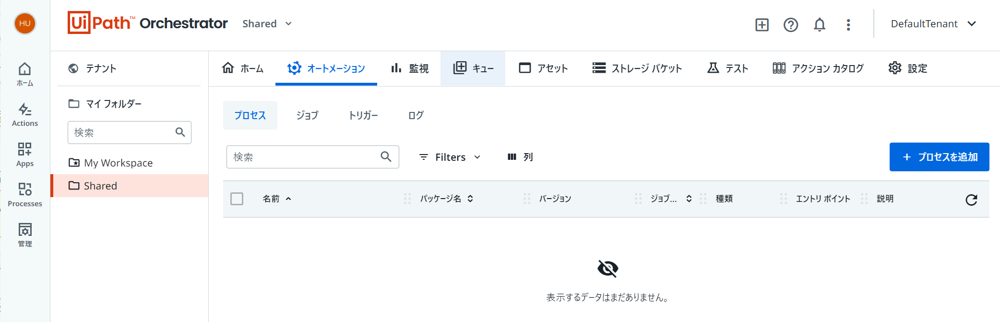 HU
UiPath™ Orchestrator Shared
DefaultTenant
ホーム
Actions
Apps
Processes
管理
テナント
マイ フォルダー
検索
My Workspace
Shared
ホーム オートメーション 監視 キュー アセット ストレージ バケット テスト アクション カタログ 設定
プロセス ジョブ トリガー ログ
検索 Filters 列 + プロセスを追加
名前 パッケージ名 バージョン ジョブ... 種類 エントリ ポイント 説明
表示するデータはまだありません。